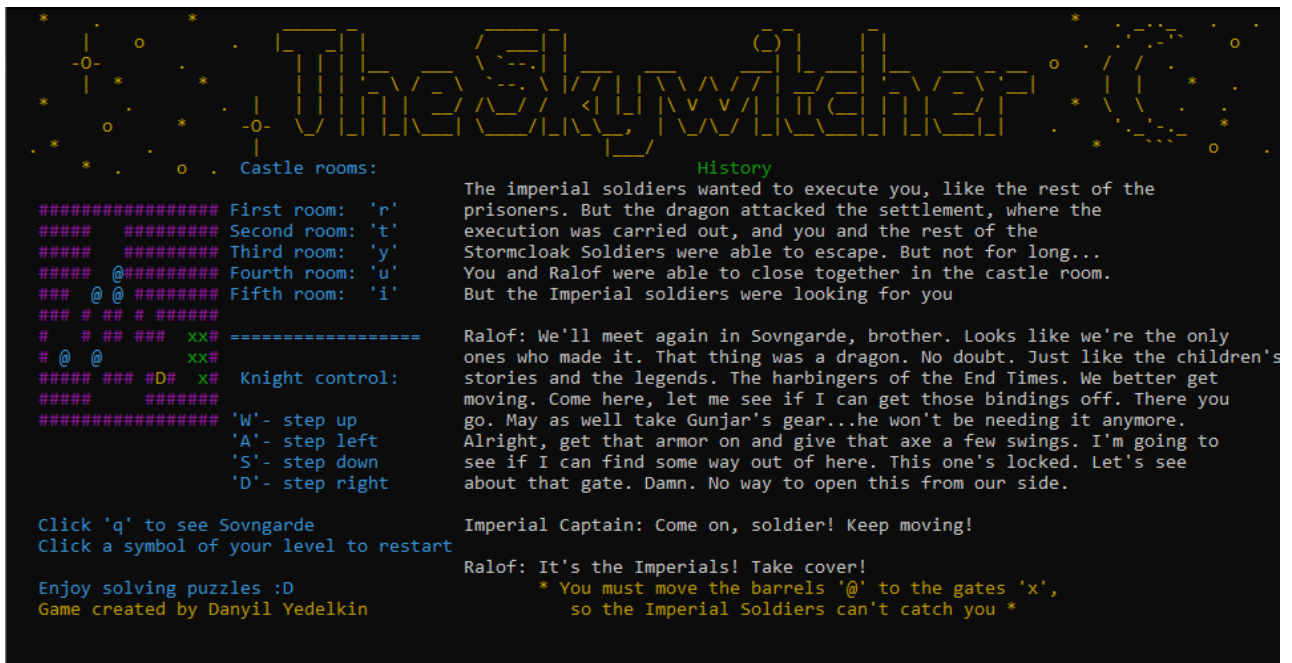 TheSkywitcher
Castle rooms:
First room: 'r'
Second room: 't'
Third room: 'y'
Fourth room: 'u'
Fifth room: 'i'
##################
#####   #########
#####   #########
#####  @#########
###  @ @ ########
### # ## # ######
#   # ## ###  xx#
# @  @        xx#
##### ### #D#  x#
#####     #######
#################
==================
Knight control:
'W'- step up
'A'- step left
'S'- step down
'D'- step right
Click 'q' to see Sovngarde
Click a symbol of your level to restart
Enjoy solving puzzles :D
Game created by Danyil Yedelkin
History
The imperial soldiers wanted to execute you, like the rest of the
prisoners. But the dragon attacked the settlement, where the
execution was carried out, and you and the rest of the
Stormcloak Soldiers were able to escape. But not for long...
You and Ralof were able to close together in the castle room.
But the Imperial soldiers were looking for you
Ralof: We'll meet again in Sovngarde, brother. Looks like we're the only
ones who made it. That thing was a dragon. No doubt. Just like the children's
stories and the legends. The harbingers of the End Times. We better get
moving. Come here, let me see if I can get those bindings off. There you
go. May as well take Gunjar's gear...he won't be needing it anymore.
Alright, get that armor on and give that axe a few swings. I'm going to
see if I can find some way out of here. This one's locked. Let's see
about that gate. Damn. No way to open this from our side.
Imperial Captain: Come on, soldier! Keep moving!
Ralof: It's the Imperials! Take cover!
* You must move the barrels '@' to the gates 'x',
so the Imperial Soldiers can't catch you *